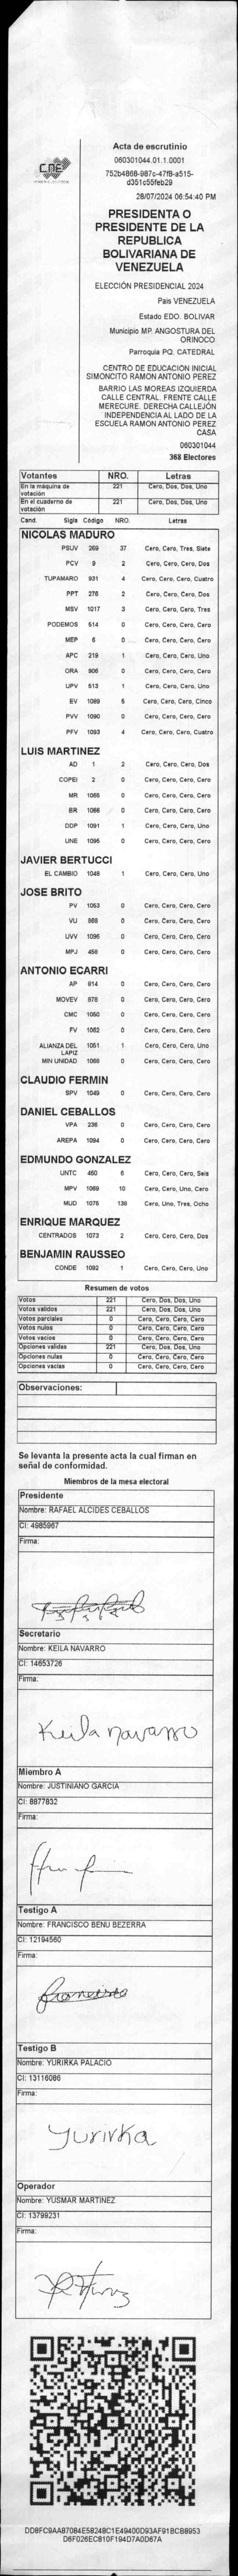 CNE
Acta de escrutinio
060301044.01.1.0001
752b4868-987c-47f8-a515-
d351c55feb29
28/07/2024 06:54:40 PM
PRESIDENTA O
PRESIDENTE DE LA
REPUBLICA
BOLIVARIANA DE
VENEZUELA
ELECCIÓN PRESIDENCIAL 2024
Pais VENEZUELA
Estado EDO. BOLIVAR
Municipio MP. ANGOSTURA DEL
ORINOCO
Parroquia PQ. CATEDRAL
CENTRO DE EDUCACION INICIAL
SIMONCITO RAMON ANTONIO PEREZ
BARRIO LAS MOREAS IZQUIERDA
CALLE CENTRAL. FRENTE CALLE
MERECURE. DERECHA CALLEJÓN
INDEPENDENCIA AL LADO DE LA
ESCUELA RAMON ANTONIO PEREZ
CASA
060301044
368 Electores
Votantes NRO. Letras
En la máquina de votación 221 Cero, Dos, Dos, Uno
En el cuaderno de votación 221 Cero, Dos, Dos, Uno
Cand. Sigla Código NRO. Letras
NICOLAS MADURO
PSUV 269 37 Cero, Cero, Tres, Siete
PCV 9 2 Cero, Cero, Cero, Dos
TUPAMARO 931 4 Cero, Cero, Cero, Cuatro
PPT 276 2 Cero, Cero, Cero, Dos
MSV 1017 3 Cero, Cero, Cero, Tres
PODEMOS 514 0 Cero, Cero, Cero, Cero
MEP 6 0 Cero, Cero, Cero, Cero
APC 219 1 Cero, Cero, Cero, Uno
ORA 906 0 Cero, Cero, Cero, Cero
UPV 513 1 Cero, Cero, Cero, Uno
EV 1089 5 Cero, Cero, Cero, Cinco
PVV 1090 0 Cero, Cero, Cero, Cero
PFV 1093 4 Cero, Cero, Cero, Cuatro
LUIS MARTINEZ
AD 1 2 Cero, Cero, Cero, Dos
COPEI 2 0 Cero, Cero, Cero, Cero
MR 1065 0 Cero, Cero, Cero, Cero
BR 1066 0 Cero, Cero, Cero, Cero
DDP 1091 1 Cero, Cero, Cero, Uno
UNE 1095 0 Cero, Cero, Cero, Cero
JAVIER BERTUCCI
EL CAMBIO 1048 1 Cero, Cero, Cero, Uno
JOSE BRITO
PV 1053 0 Cero, Cero, Cero, Cero
VU 868 0 Cero, Cero, Cero, Cero
UVV 1096 0 Cero, Cero, Cero, Cero
MPJ 458 0 Cero, Cero, Cero, Cero
ANTONIO ECARRI
AP 814 0 Cero, Cero, Cero, Cero
MOVEV 978 0 Cero, Cero, Cero, Cero
CMC 1050 0 Cero, Cero, Cero, Cero
FV 1052 0 Cero, Cero, Cero, Cero
ALIANZA DEL LAPIZ 1051 1 Cero, Cero, Cero, Uno
MIN UNIDAD 1068 0 Cero, Cero, Cero, Cero
CLAUDIO FERMIN
SPV 1049 0 Cero, Cero, Cero, Cero
DANIEL CEBALLOS
VPA 236 0 Cero, Cero, Cero, Cero
AREPA 1094 0 Cero, Cero, Cero, Cero
EDMUNDO GONZALEZ
UNTC 460 6 Cero, Cero, Cero, Seis
MPV 1069 10 Cero, Cero, Uno, Cero
MUD 1075 138 Cero, Uno, Tres, Ocho
ENRIQUE MARQUEZ
CENTRADOS 1073 2 Cero, Cero, Cero, Dos
BENJAMIN RAUSSEO
CONDE 1092 1 Cero, Cero, Cero, Uno
Resumen de votos
Votos 221 Cero, Dos, Dos, Uno
Votos válidos 221 Cero, Dos, Dos, Uno
Votos parciales 0 Cero, Cero, Cero, Cero
Votos nulos 0 Cero, Cero, Cero, Cero
Votos vacíos 0 Cero, Cero, Cero, Cero
Opciones válidas 221 Cero, Dos, Dos, Uno
Opciones nulas 0 Cero, Cero, Cero, Cero
Opciones vacías 0 Cero, Cero, Cero, Cero
Observaciones:
Se levanta la presente acta la cual firman en
señal de conformidad.
Miembros de la mesa electoral
Presidente
Nombre: RAFAEL ALCIDES CEBALLOS
CI: 4985967
Firma:
Secretario
Nombre: KEILA NAVARRO
CI: 14653726
Firma:
Keila navarro
Miembro A
Nombre: JUSTINIANO GARCIA
CI: 8877832
Firma:
Testigo A
Nombre: FRANCISCO BENU BEZERRA
CI: 12194560
Firma:
francisco
Testigo B
Nombre: YURIRKA PALACIO
CI: 13116086
Firma:
Yurirka
Operador
Nombre: YUSMAR MARTINEZ
CI: 13799231
Firma:
DD8FC9AA87084E58248C1E49400D93AF91BCB8953
D6F026EC810F194D7A0D67A